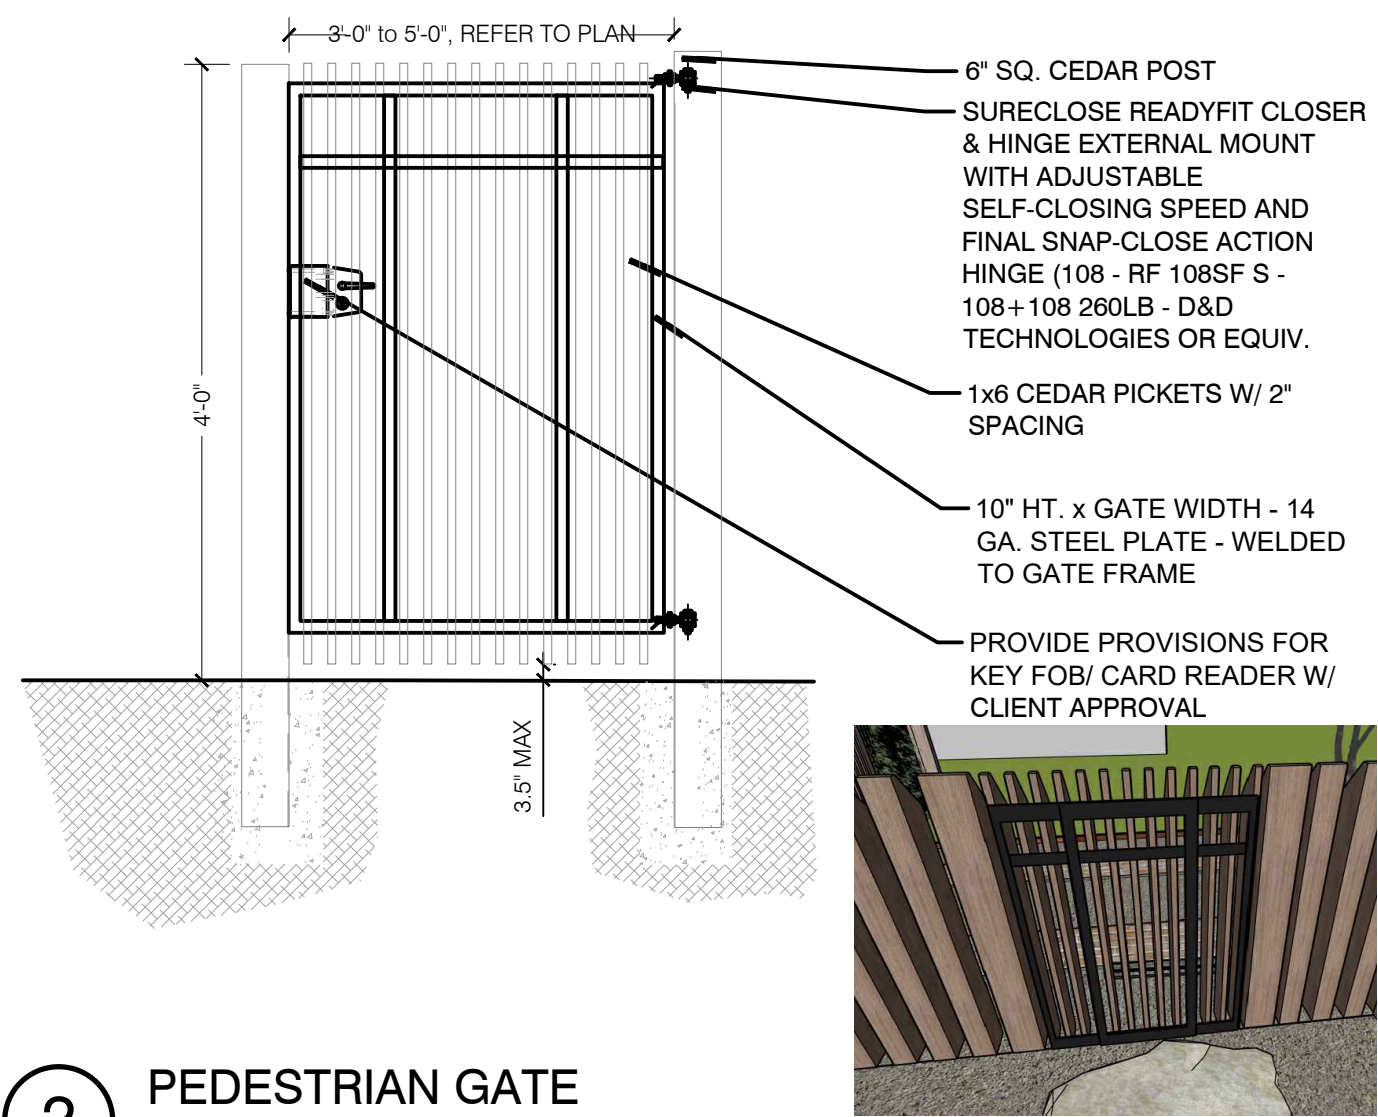 3'-0" to 5'-0", REFER TO PLAN
6" SQ. CEDAR POST
SURECLOSE READYFIT CLOSER
& HINGE EXTERNAL MOUNT
WITH ADJUSTABLE
SELF-CLOSING SPEED AND
FINAL SNAP-CLOSE ACTION
HINGE (108 - RF 108SF S -
108+108 260LB - D&D
TECHNOLOGIES OR EQUIV.
4'-0"
1x6 CEDAR PICKETS W/ 2"
SPACING
10" HT. x GATE WIDTH - 14
GA. STEEL PLATE - WELDED
TO GATE FRAME
PROVIDE PROVISIONS FOR
KEY FOB/ CARD READER W/
CLIENT APPROVAL
3.5" MAX
2
PEDESTRIAN GATE